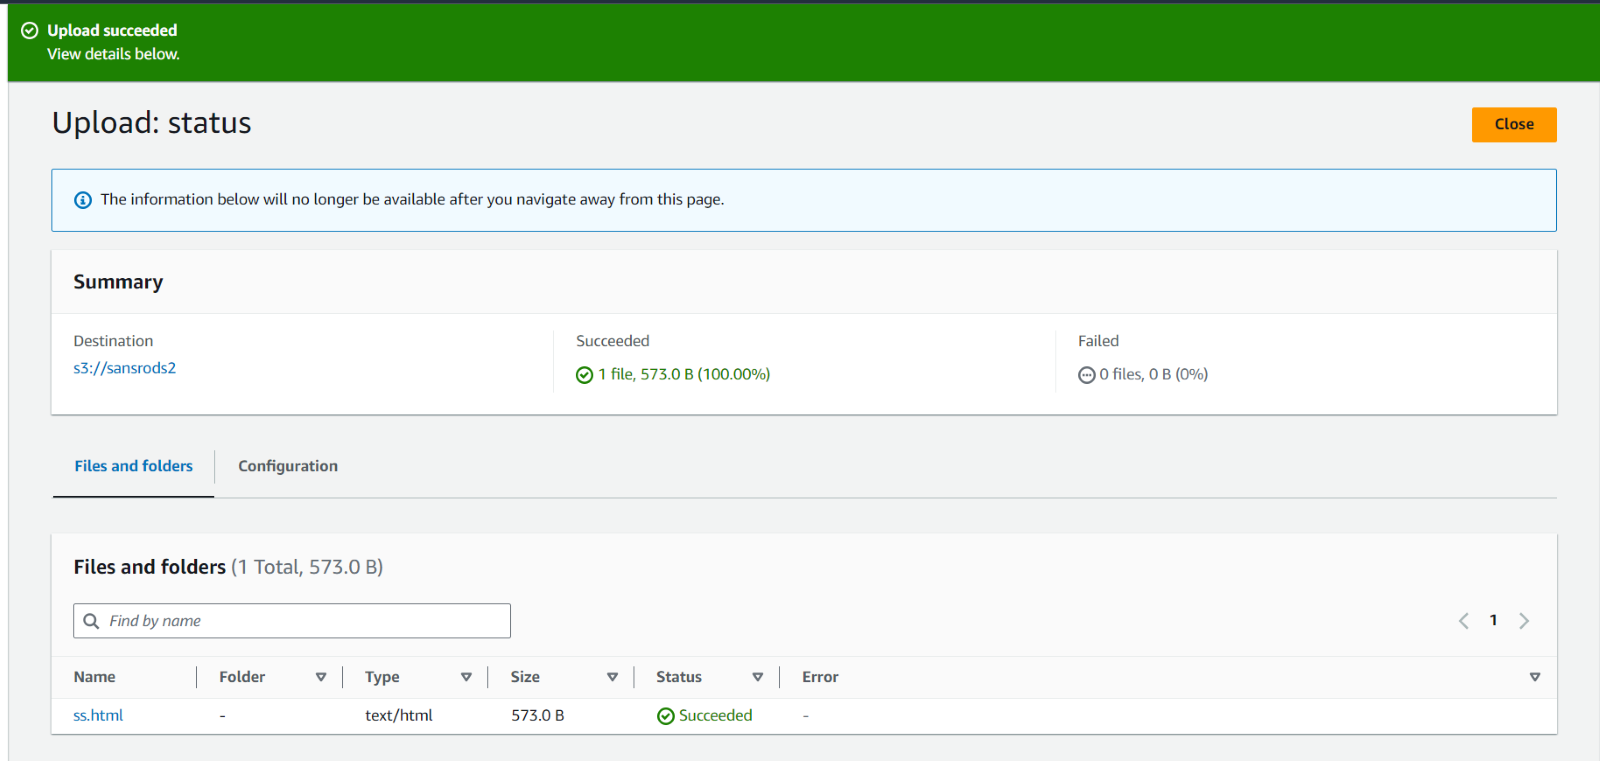 Upload succeeded
View details below.
Upload: status
Close
The information below will no longer be available after you navigate away from this page.
Summary
Destination
s3://sansrods2
Succeeded
1 file, 573.0 B (100.00%)
Failed
0 files, 0 B (0%)
Files and folders
Configuration
Files and folders (1 Total, 573.0 B)
Find by name
1
Name Folder Type Size Status Error
ss.html - text/html 573.0 B Succeeded -